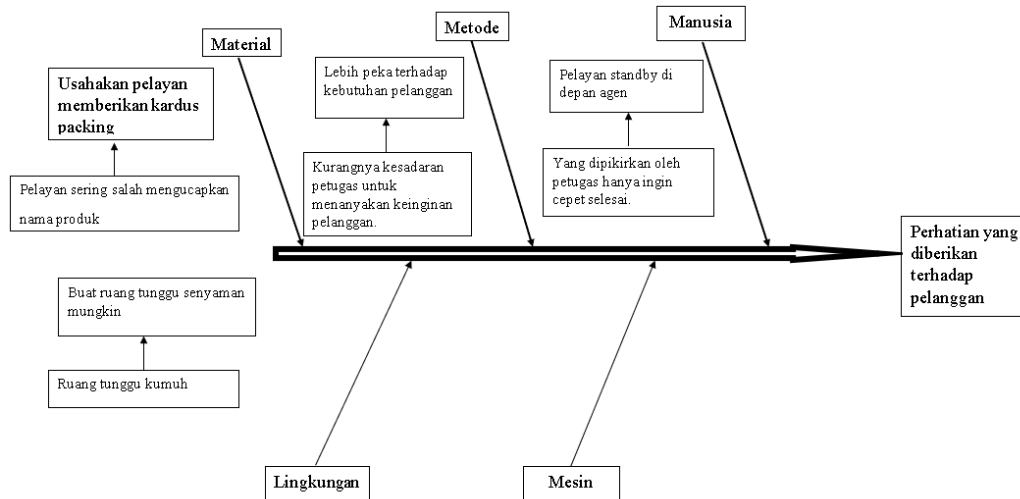 Material
Metode
Manusia
Usahakan pelayan
memberikan kardus
packing
Lebih peka terhadap
kebutuhan pelanggan
Pelayan standby di
depan agen
Pelayan sering salah mengucapkan
nama produk
Kurangnya kesadaran
petugas untuk
menanyakan keinginan
pelanggan.
Yang dipikirkan oleh
petugas hanya ingin
cepet selesai.
Perhatian yang
diberikan
terhadap
pelanggan
Buat ruang tunggu senyaman
mungkin
Ruang tunggu kumuh
Lingkungan
Mesin